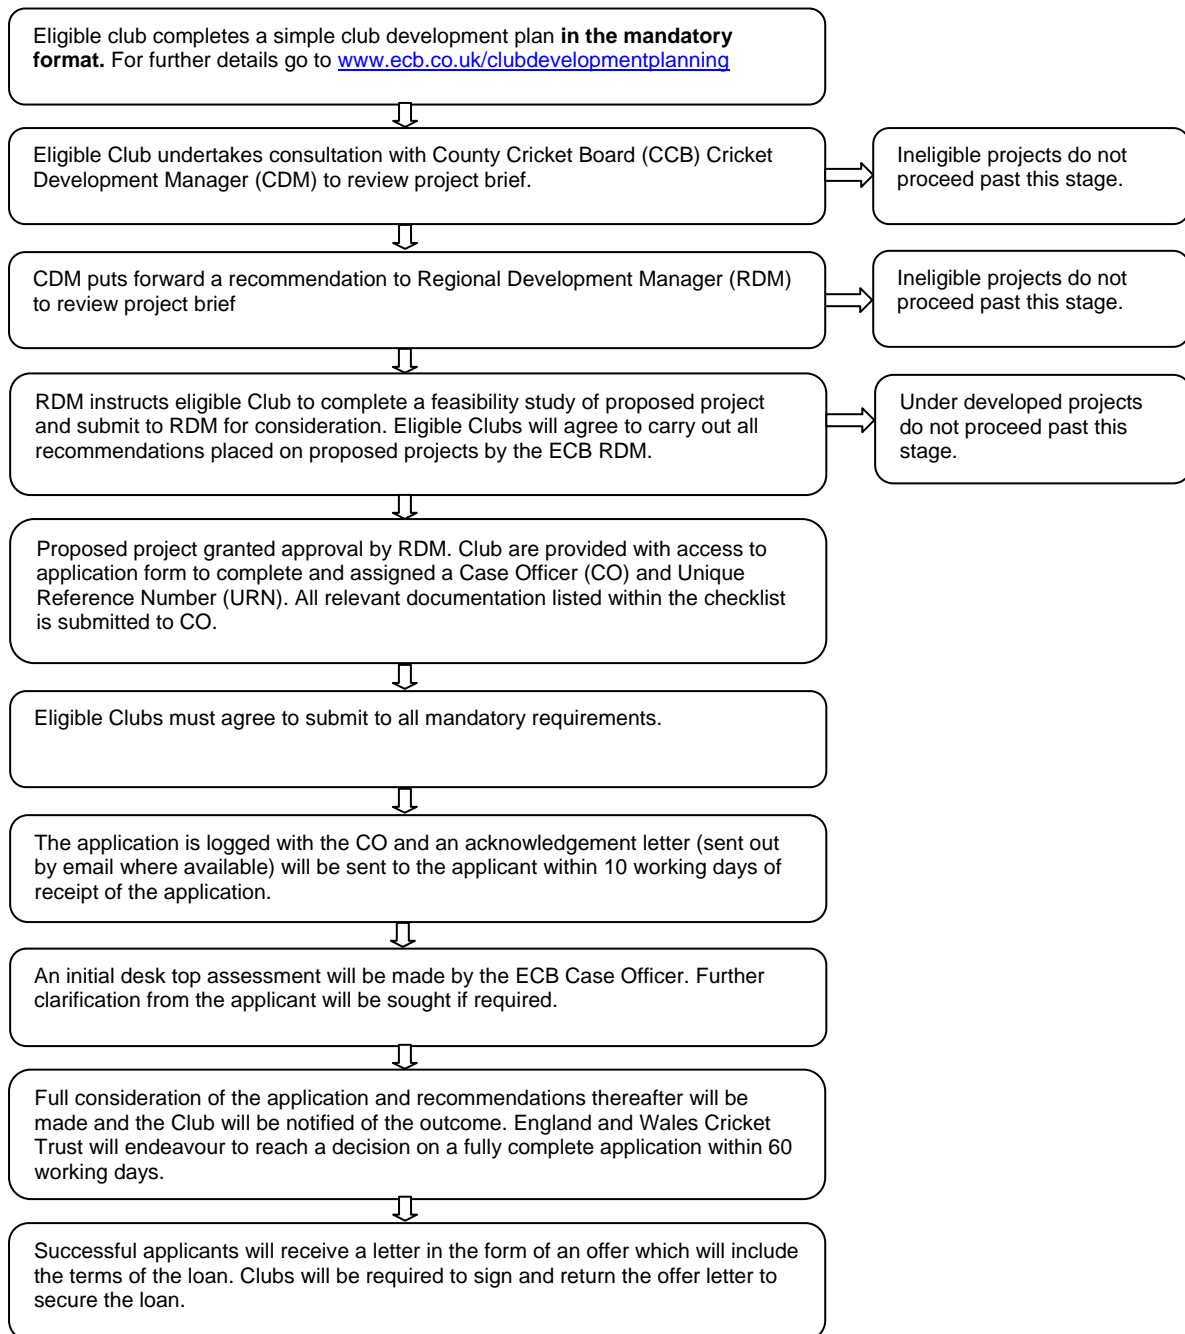 Eligible club completes a simple club development plan in the mandatory
format. For further details go to www.ecb.co.uk/clubdevelopmentplanning
Eligible Club undertakes consultation with County Cricket Board (CCB) Cricket
Development Manager (CDM) to review project brief.
Ineligible projects do not
proceed past this stage.
CDM puts forward a recommendation to Regional Development Manager (RDM)
to review project brief
Ineligible projects do not
proceed past this stage.
RDM instructs eligible Club to complete a feasibility study of proposed project
and submit to RDM for consideration. Eligible Clubs will agree to carry out all
recommendations placed on proposed projects by the ECB RDM.
Under developed projects
do not proceed past this
stage.
Proposed project granted approval by RDM. Club are provided with access to
application form to complete and assigned a Case Officer (CO) and Unique
Reference Number (URN). All relevant documentation listed within the checklist
is submitted to CO.
Eligible Clubs must agree to submit to all mandatory requirements.
The application is logged with the CO and an acknowledgement letter (sent out
by email where available) will be sent to the applicant within 10 working days of
receipt of the application.
An initial desk top assessment will be made by the ECB Case Officer. Further
clarification from the applicant will be sought if required.
Full consideration of the application and recommendations thereafter will be
made and the Club will be notified of the outcome. England and Wales Cricket
Trust will endeavour to reach a decision on a fully complete application within 60
working days.
Successful applicants will receive a letter in the form of an offer which will include
the terms of the loan. Clubs will be required to sign and return the offer letter to
secure the loan.